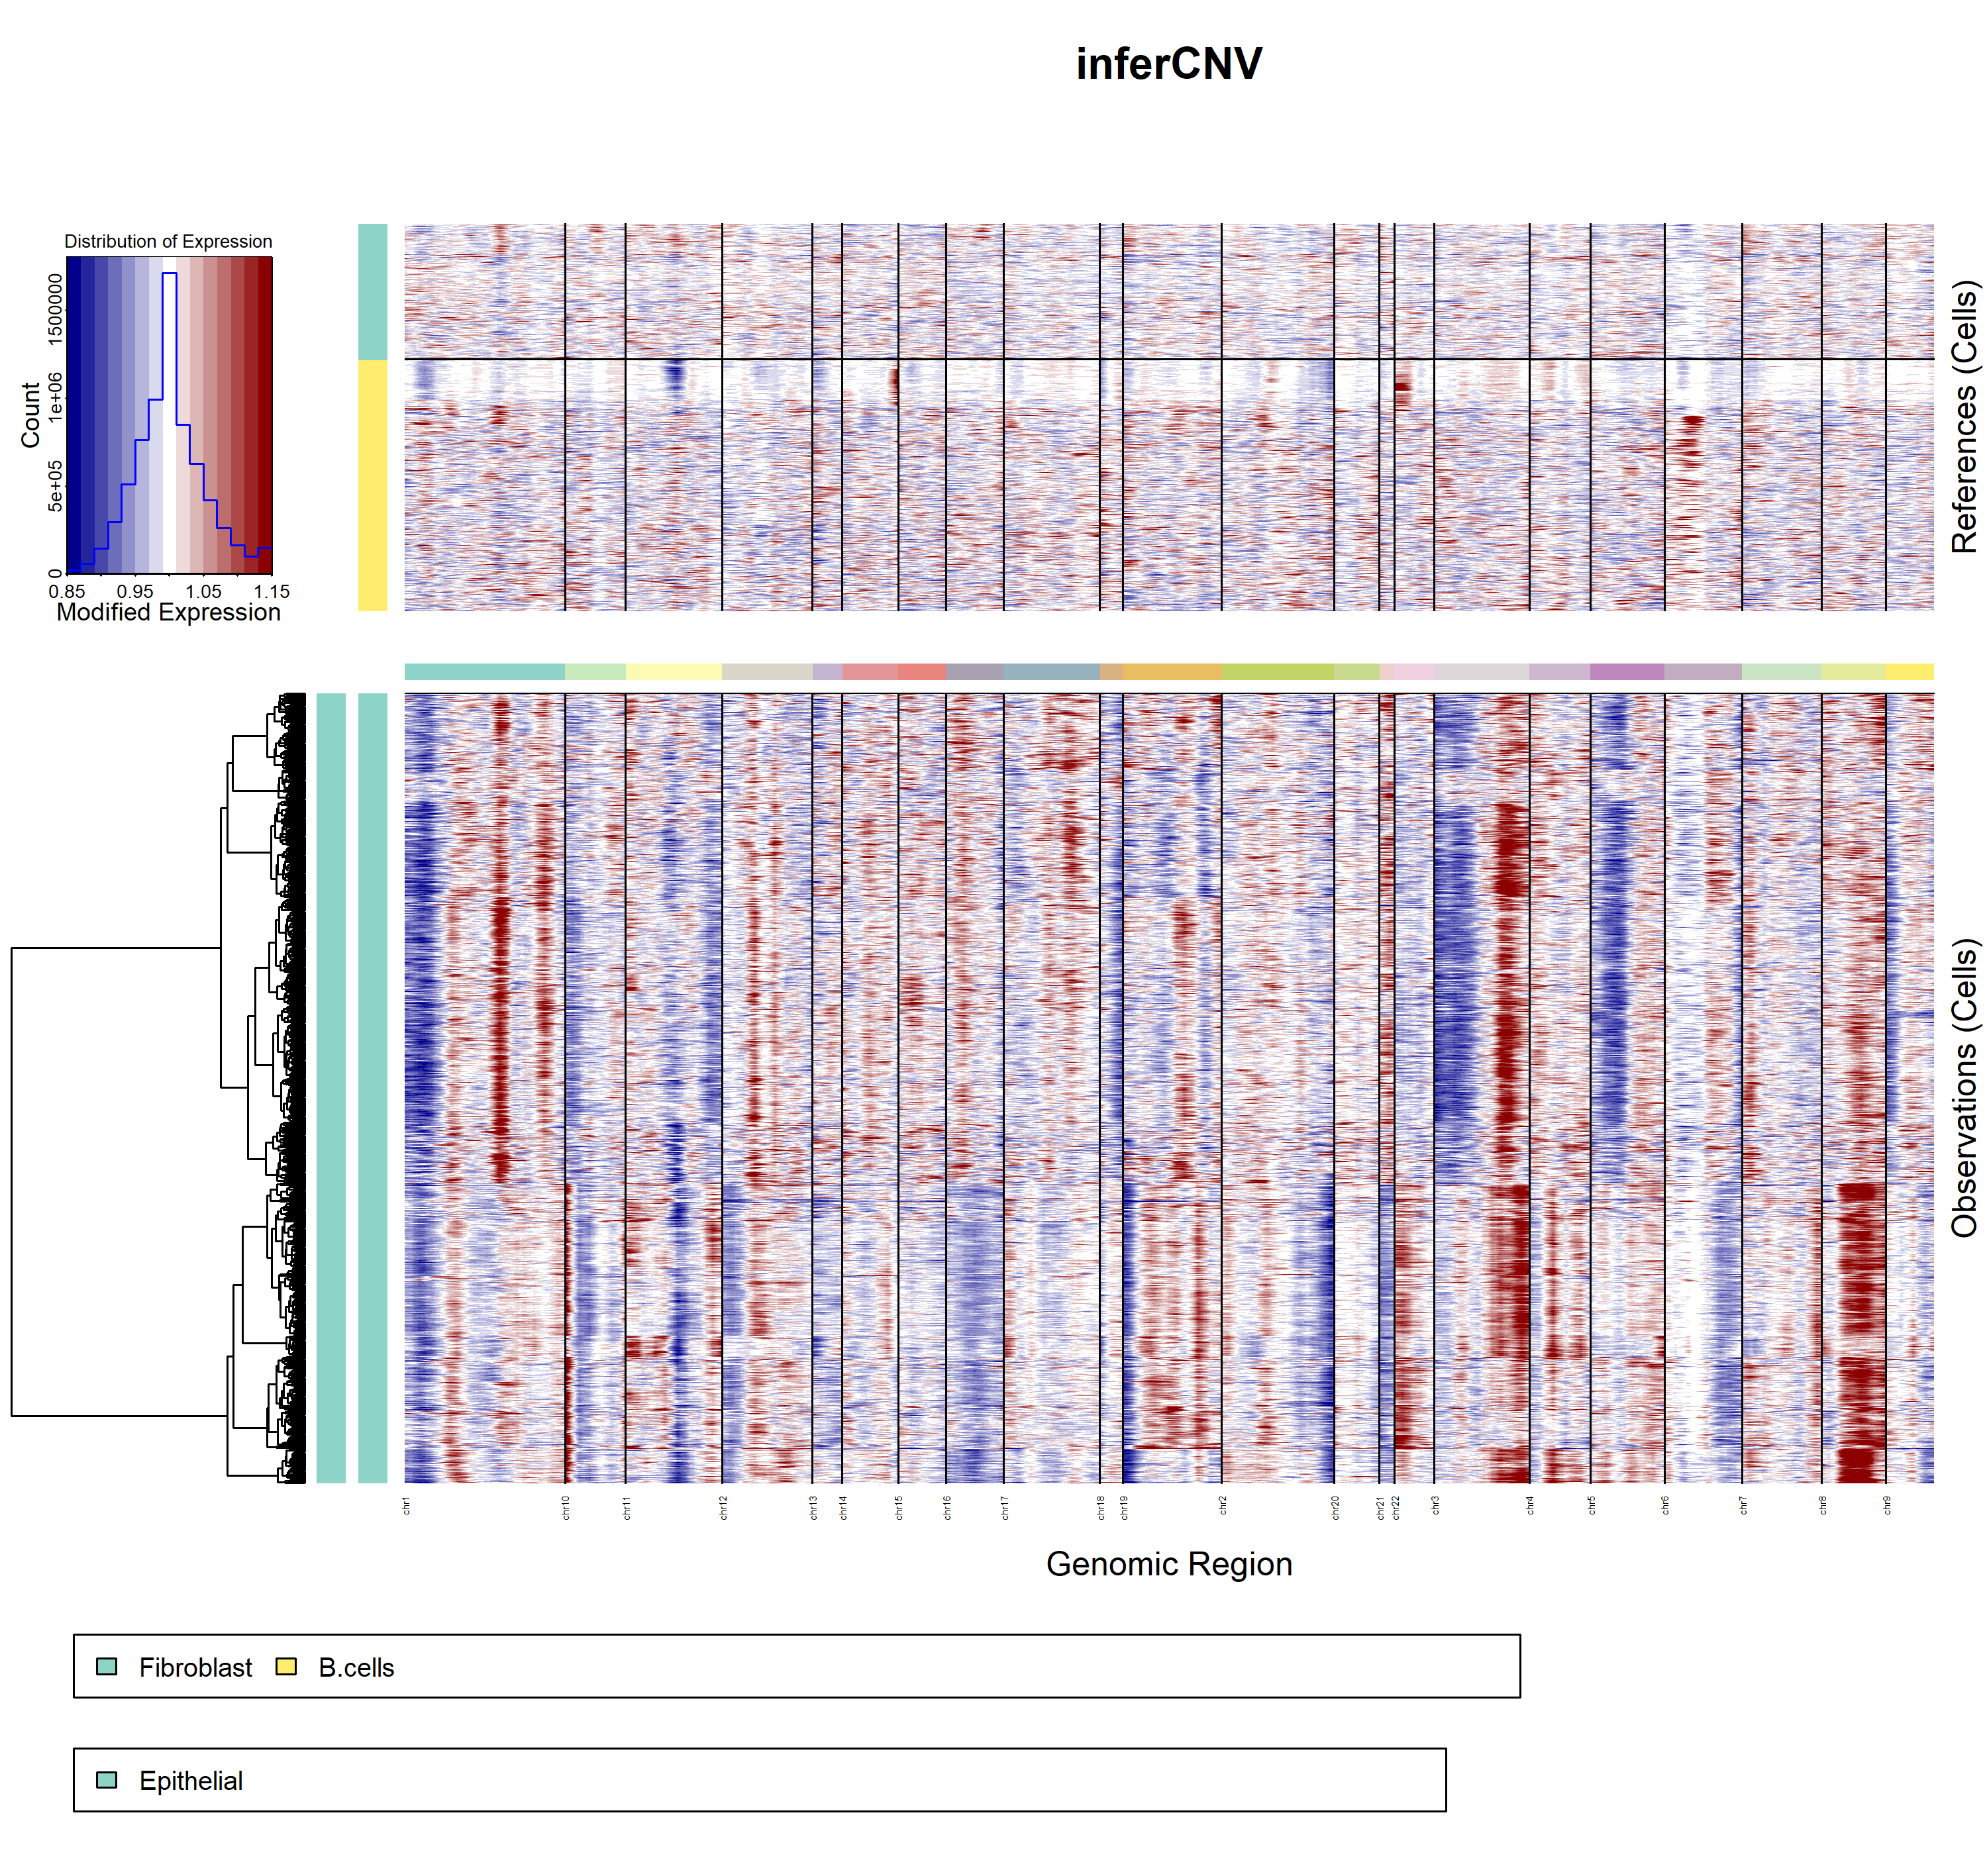 inferCNV
Distribution of Expression
Count
0
5e+05
1e+06
1500000
0.85
0.95
1.05
1.15
Modified Expression
References (Cells)
Observations (Cells)
chr1
chr10
chr11
chr12
chr13
chr14
chr15
chr16
chr17
chr18
chr19
chr2
chr20
chr21
chr22
chr3
chr4
chr5
chr6
chr7
chr8
chr9
Genomic Region
Fibroblast B.cells
Epithelial